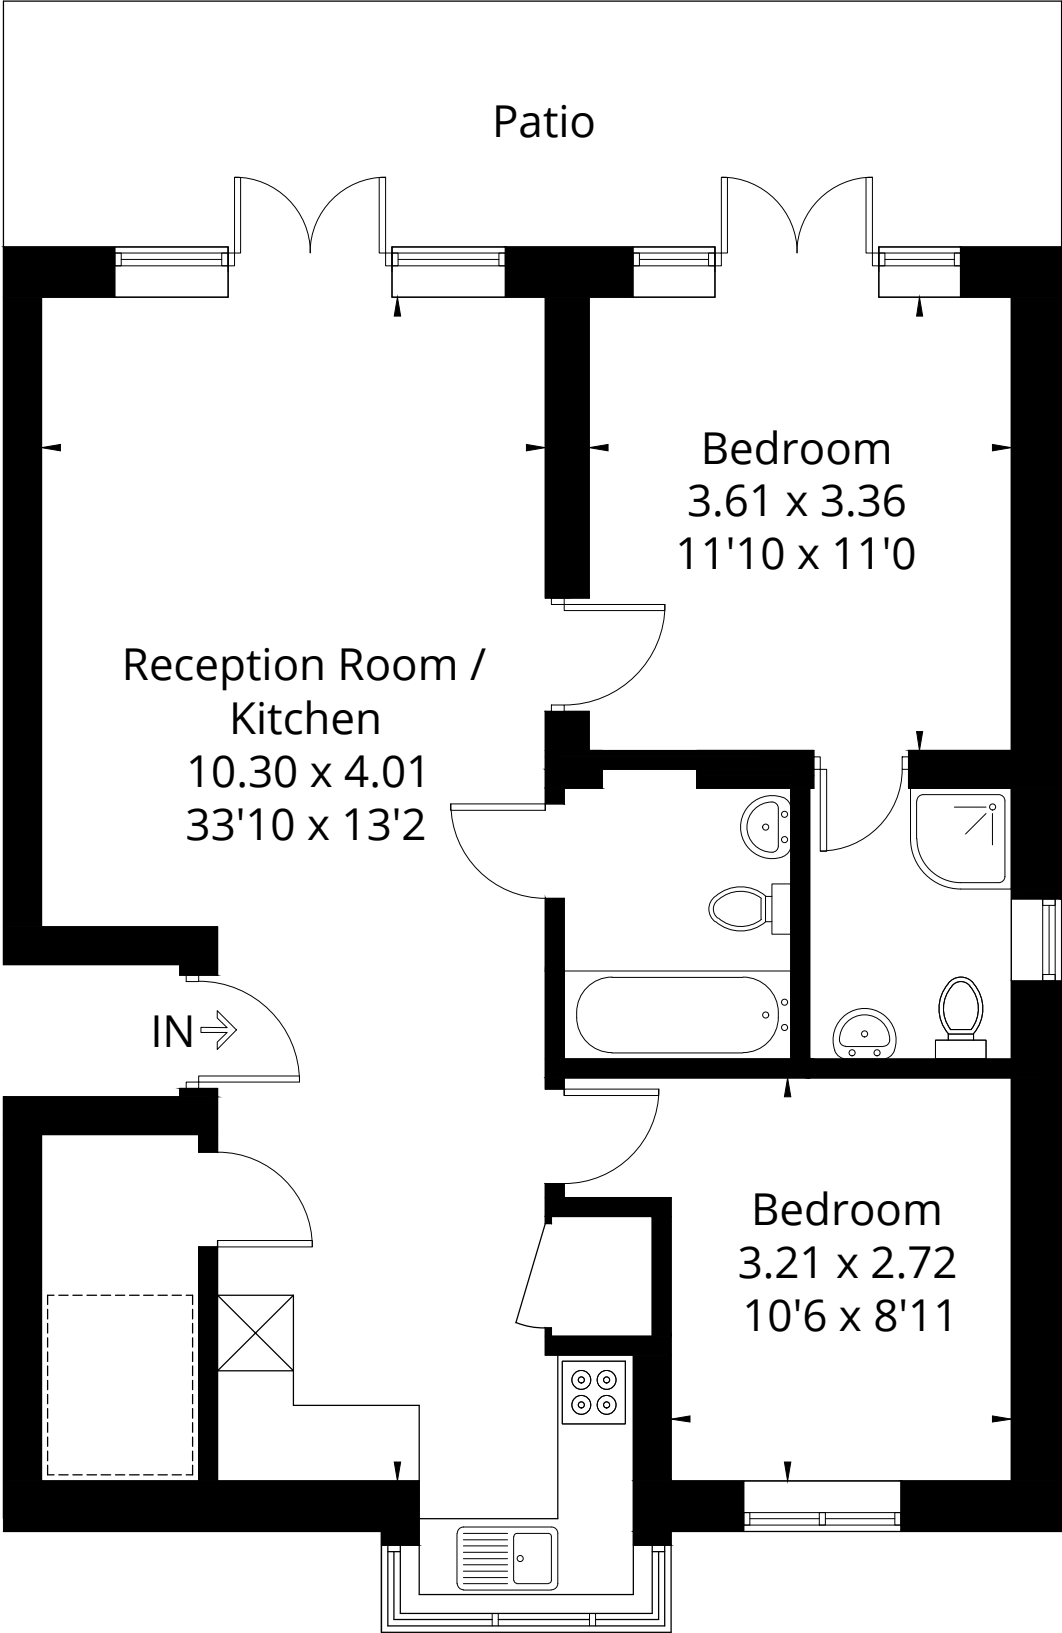 Patio
Bedroom
3.61 x 3.36
11'10 x 11'0
Reception Room /
Kitchen
10.30 x 4.01
33'10 x 13'2
IN
Bedroom
3.21 x 2.72
10'6 x 8'11